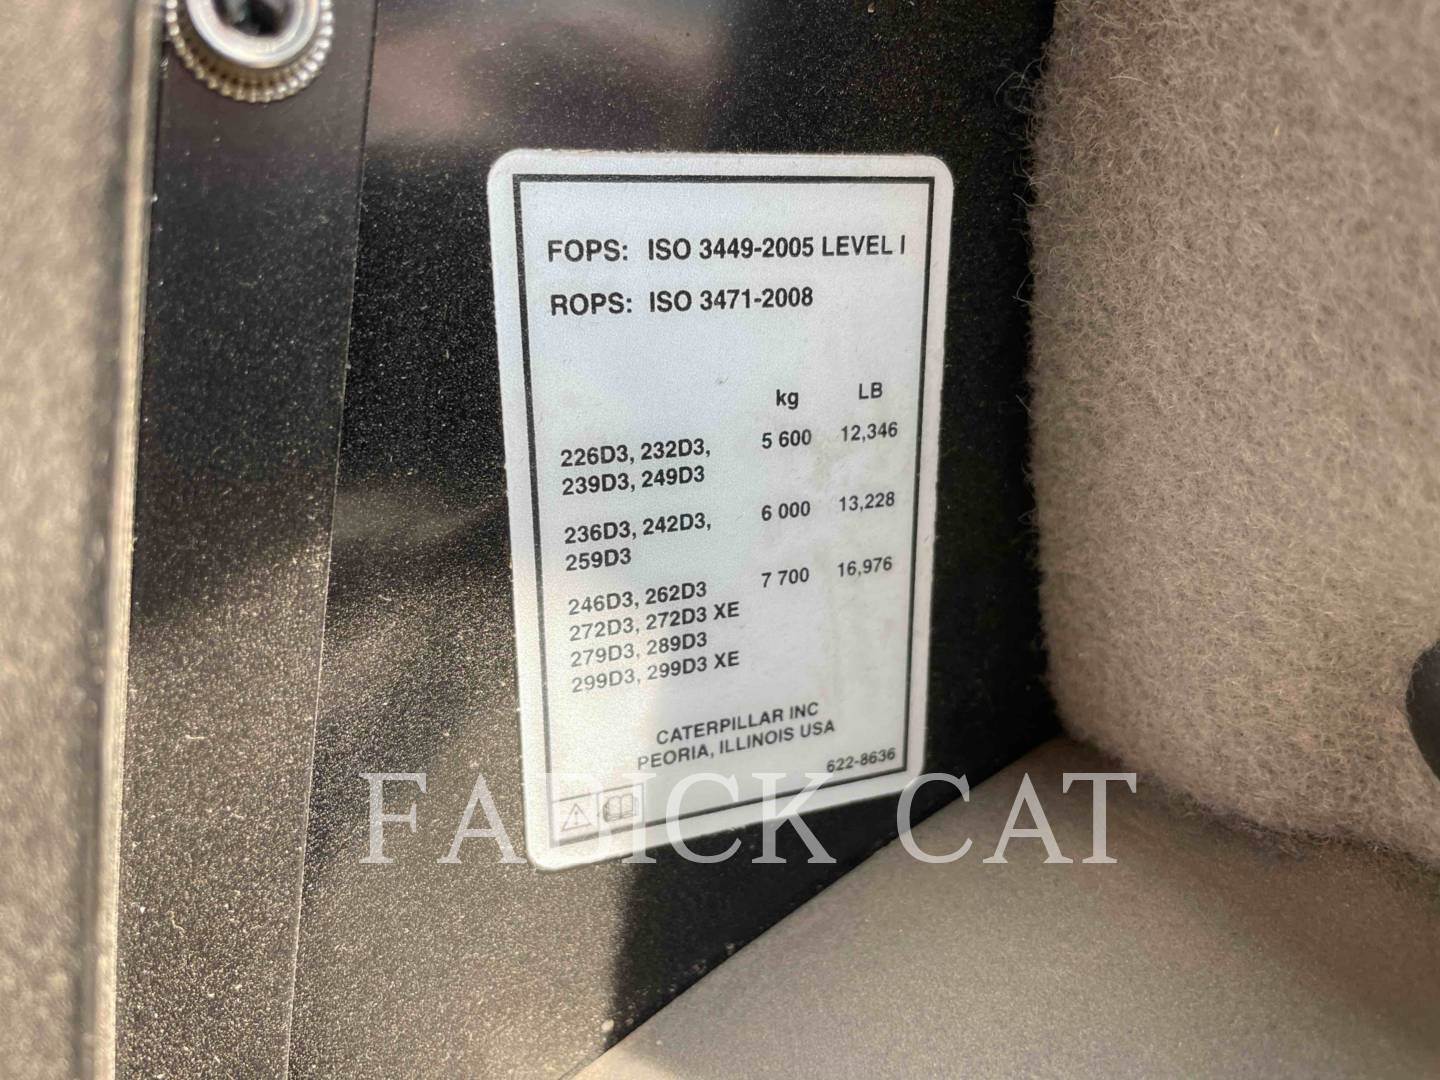 FOPS: ISO 3449-2005 LEVEL I
ROPS: ISO 3471-2008
kg LB
226D3, 232D3, 5 600 12,346
239D3, 249D3
236D3, 242D3, 6 000 13,228
259D3
246D3, 262D3 7 700 16,976
272D3, 272D3 XE
279D3, 289D3
299D3, 299D3 XE
CATERPILLAR INC
PEORIA, ILLINOIS USA
622-8636
FABICK CAT